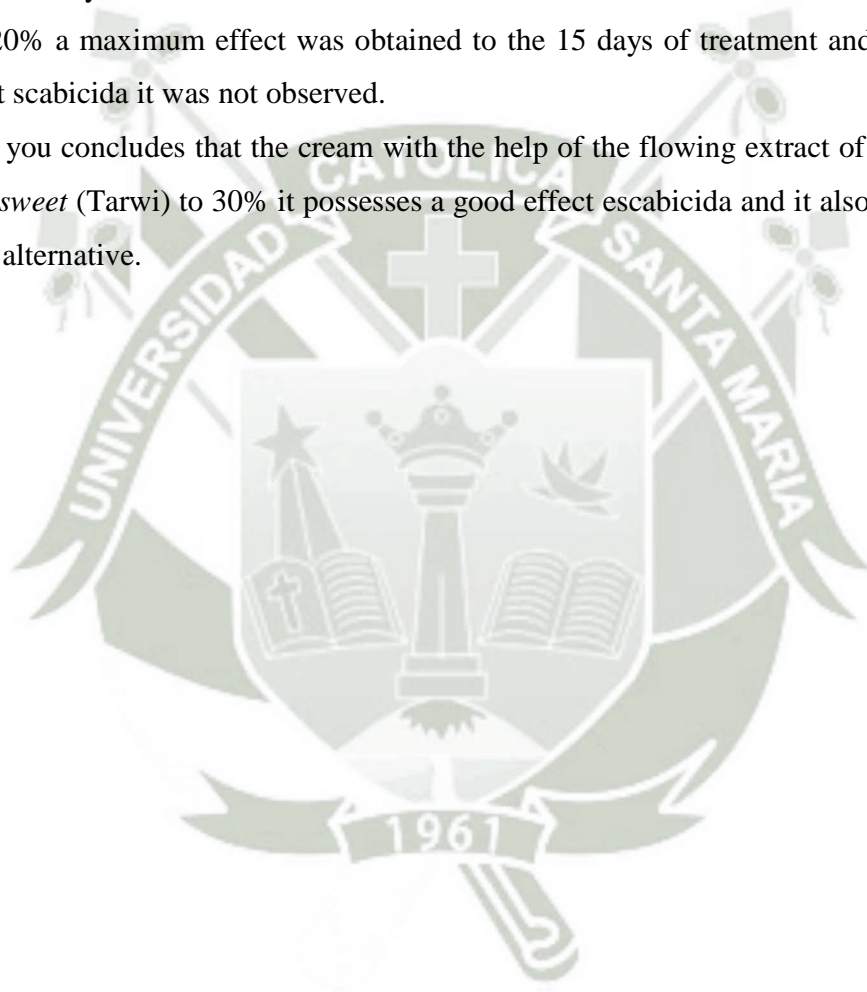 20% a maximum effect was obtained to the 15 days of treatment and
t scabicida it was not observed.
you concludes that the cream with the help of the flowing extract of
sweet (Tarwi) to 30% it possesses a good effect escabicida and it also
alternative.
UNIVERSIDAD CATOLICA SANTA MARIA
1961